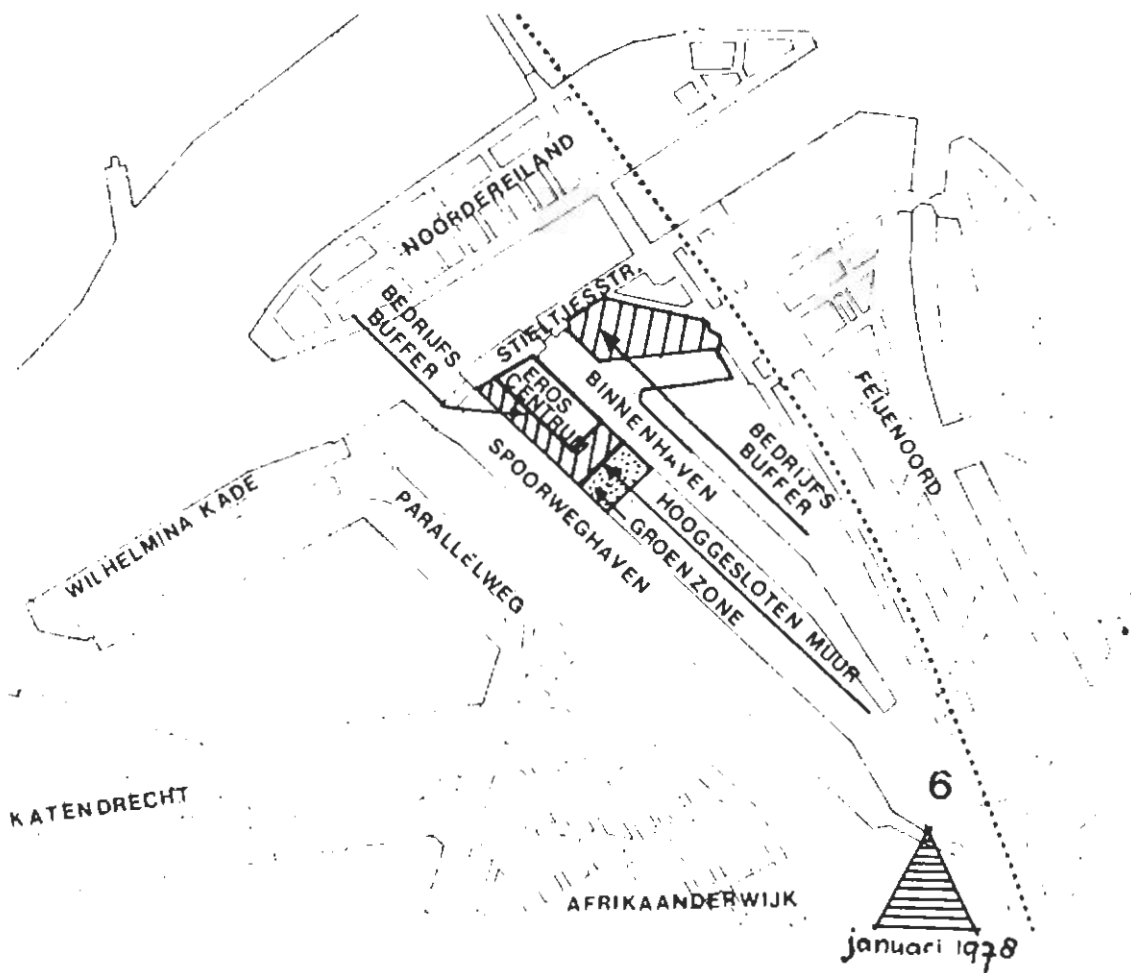 NOORDEREILAND
BEDRIJFS
BUFFER
STIELTJESSTR.
EROS
CENTRUM
BINNENHAVEN
BEDRIJFS
BUFFER
FEIJENOORD
SPOORWEGHAVEN
HOOGGESLOTEN MUUR
GROENZONE
WILHELMINA KADE
PARALLELWEG
KATENDRECHT
AFRIKAANDERWIJK
6
januari 1978